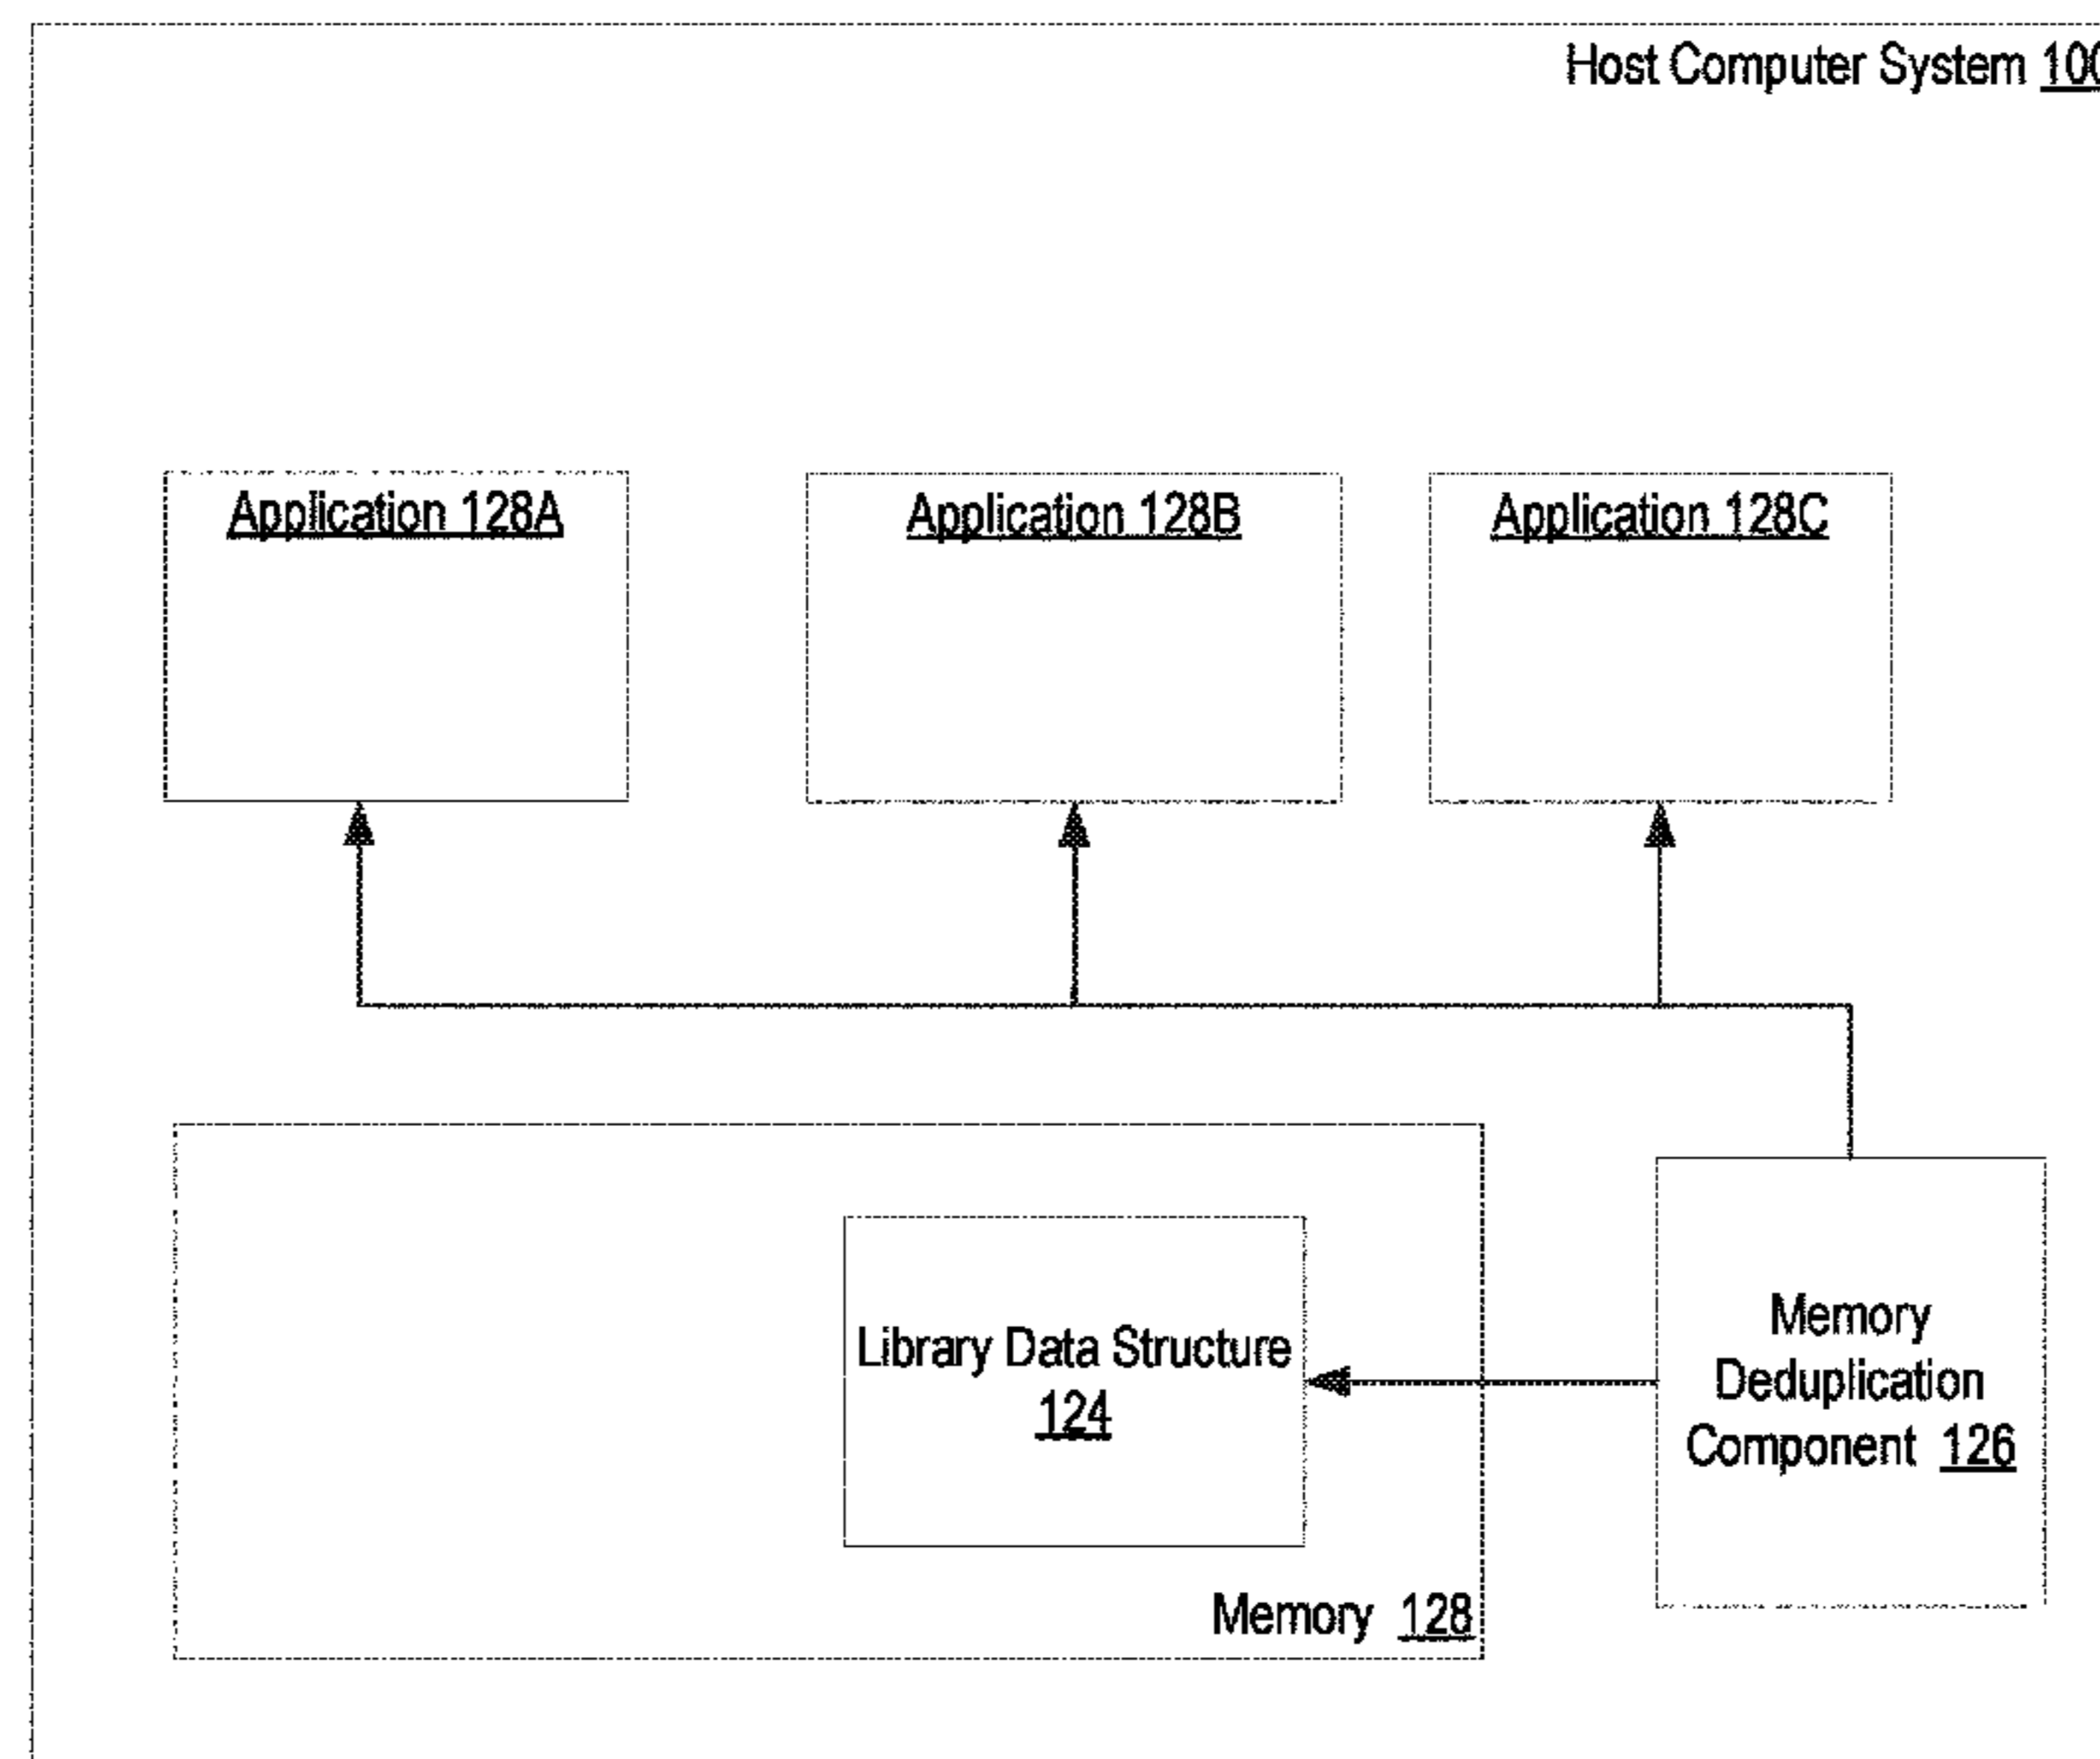 Host Computer System 100
Application 128A
Application 128B
Application 128C
Library Data Structure
124
Memory
Deduplication
Component 126
Memory 128